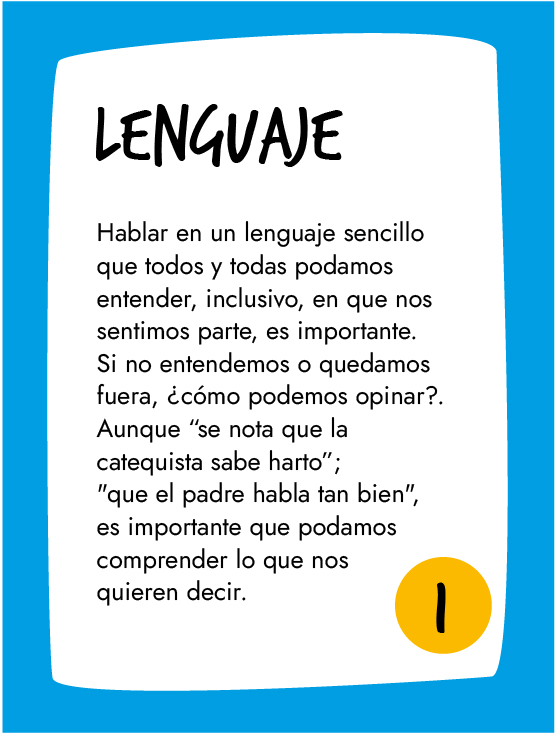 LENGUAJE
Hablar en un lenguaje sencillo
que todos y todas podamos
entender, inclusivo, en que nos
sentimos parte, es importante.
Si no entendemos o quedamos
fuera, ¿cómo podemos opinar?.
Aunque “se nota que la
catequista sabe harto”;
"que el padre habla tan bien",
es importante que podamos
comprender lo que nos
quieren decir.
1